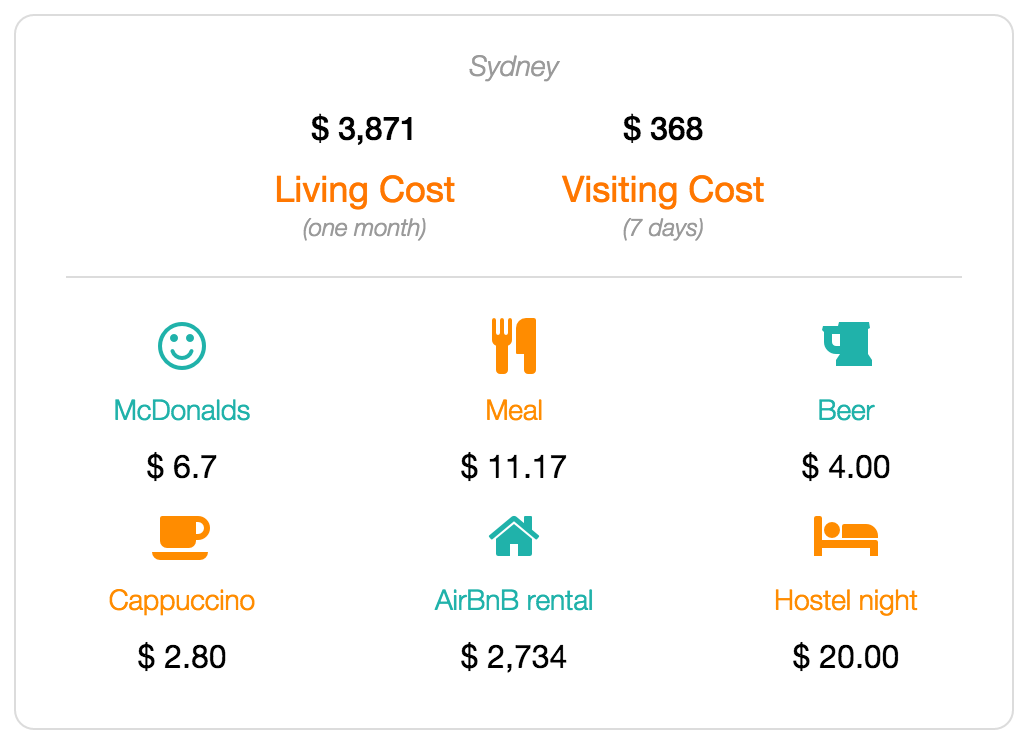 Sydney
$ 3,871 $ 368
Living Cost Visiting Cost
(one month) (7 days)
McDonalds Meal Beer
$ 6.7 $ 11.17 $ 4.00
Cappuccino AirBnB rental Hostel night
$ 2.80 $ 2,734 $ 20.00